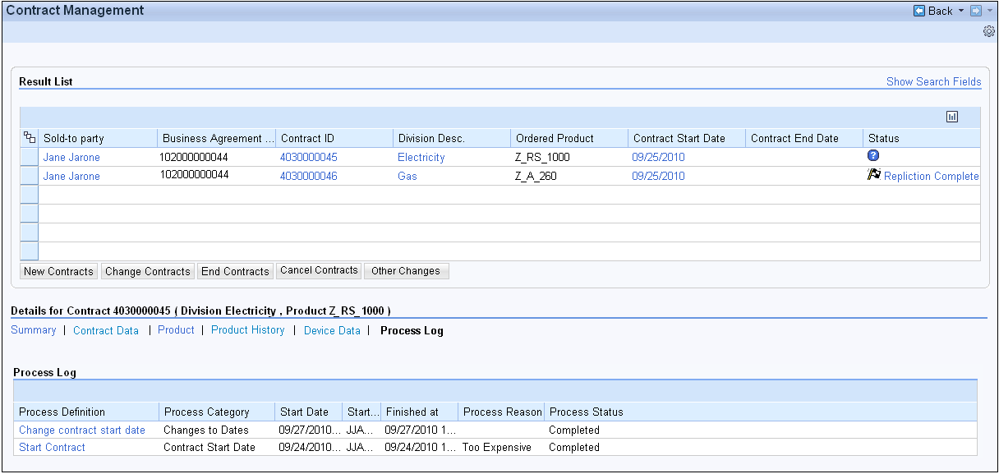 Contract Management Back
Result List Show Search Fields
Sold-to party Business Agreement ... Contract ID Division Desc. Ordered Product Contract Start Date Contract End Date Status
Jane Jarone 102000000044 4030000045 Electricity Z_RS_1000 09/25/2010
Jane Jarone 102000000044 4030000046 Gas Z_A_260 09/25/2010 Repliction Complete
New Contracts Change Contracts End Contracts Cancel Contracts Other Changes
Details for Contract 4030000045 ( Division Electricity , Product Z_RS_1000 )
Summary | Contract Data | Product | Product History | Device Data | Process Log
Process Log
Process Definition Process Category Start Date Start... Finished at Process Reason Process Status
Change contract start date Changes to Dates 09/27/2010... JJA... 09/27/2010 1... Completed
Start Contract Contract Start Date 09/24/2010... JJA... 09/24/2010 1... Too Expensive Completed